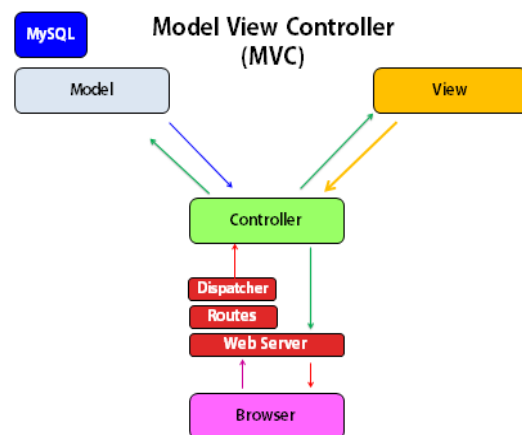 MySQL
Model View Controller
(MVC)
Model
View
Controller
Dispatcher
Routes
Web Server
Browser